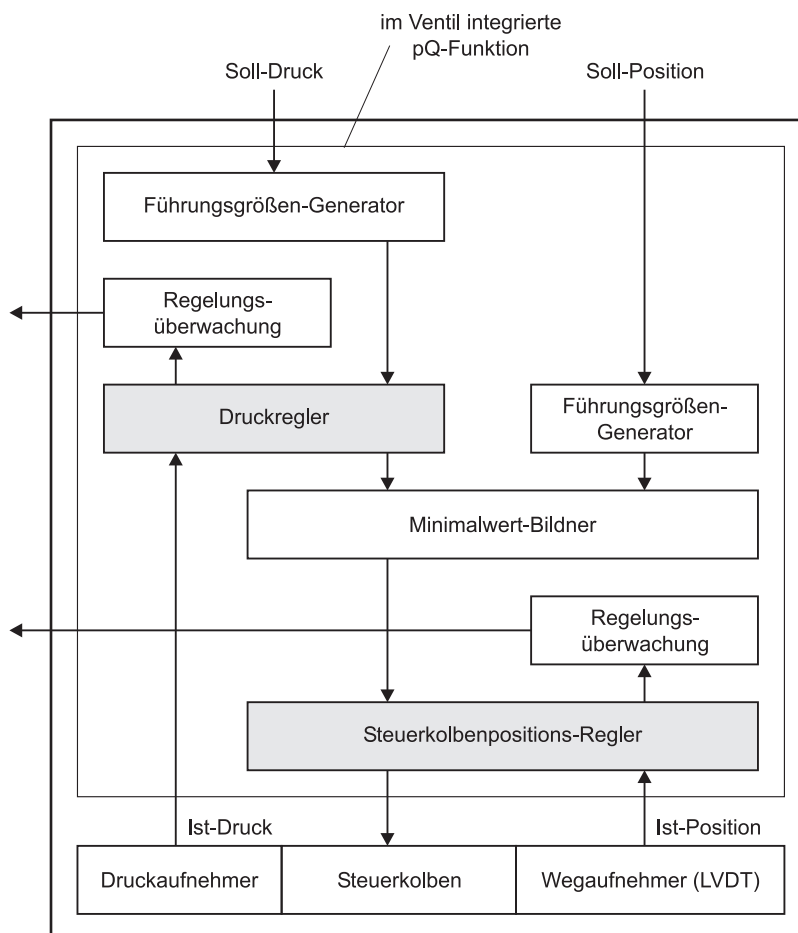 im Ventil integrierte
pQ-Funktion
Soll-Druck
Soll-Position
Führungsgrößen-Generator
Regelungs-
überwachung
Druckregler
Führungsgrößen-
Generator
Minimalwert-Bildner
Regelungs-
überwachung
Steuerkolbenpositions-Regler
Ist-Druck
Ist-Position
Druckaufnehmer
Steuerkolben
Wegaufnehmer (LVDT)